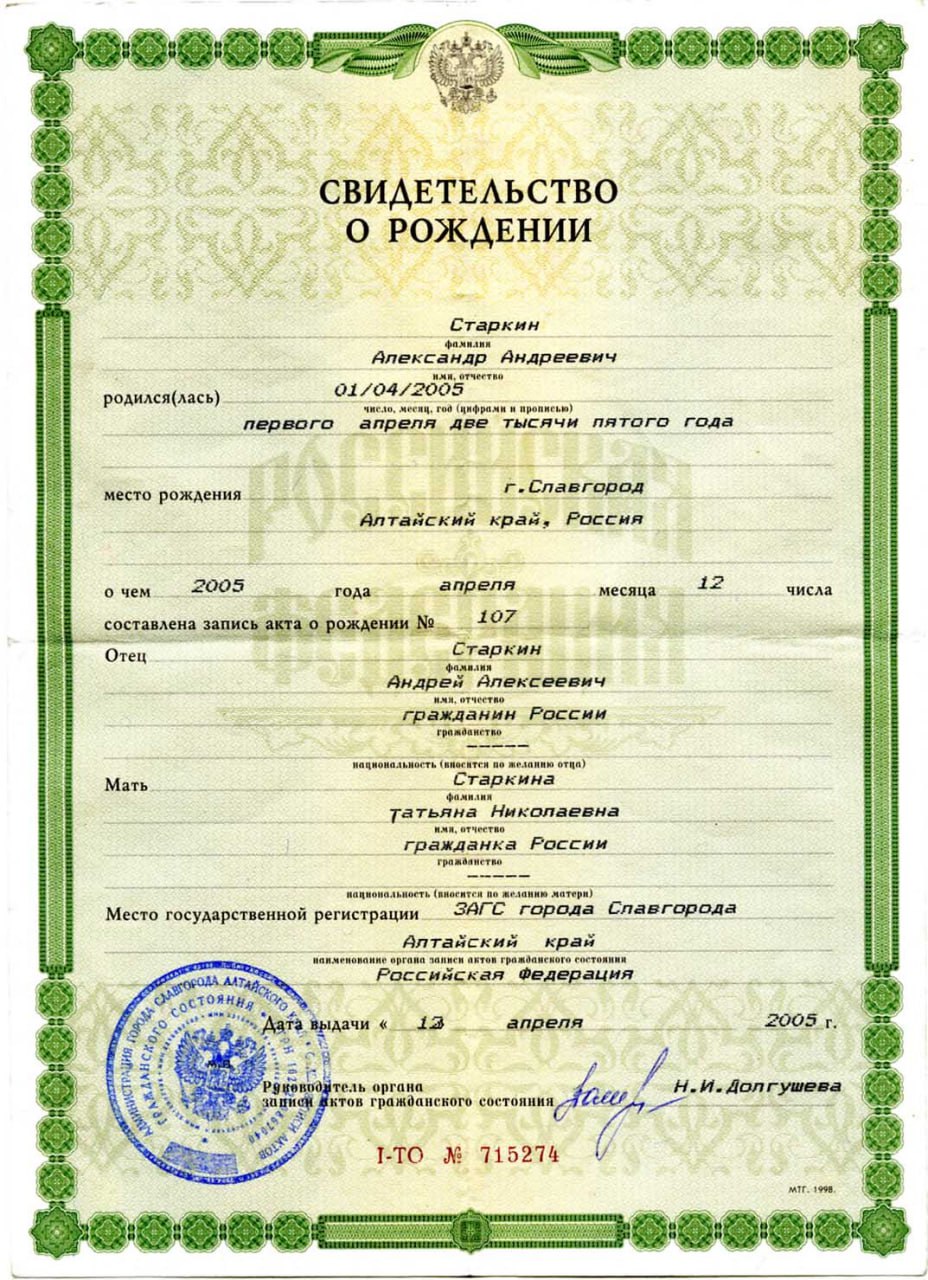 СВИДЕТЕЛЬСТВО
О РОЖДЕНИИ
Старкин
фамилия
Александр Андреевич
имя, отчество
родился(лась) 01/04/2005
число, месяц, год (цифрами и прописью)
первого апреля две тысячи пятого года
место рождения г.Славгород
Алтайский край, Россия
РОССИЙСКАЯ
ФЕДЕРАЦИЯ
о чем 2005 года апреля месяца 12 числа
составлена запись акта о рождении № 107
Отец Старкин
фамилия
Андрей Алексеевич
имя, отчество
гражданин России
гражданство
-----
национальность (вносится по желанию отца)
Мать Старкина
фамилия
Татьяна Николаевна
имя, отчество
гражданка России
гражданство
-----
национальность (вносится по желанию матери)
Место государственной регистрации ЗАГС города Славгорода
Алтайский край
наименование органа записи актов гражданского состояния
Российская Федерация
Дата выдачи « апреля 2005 г.
Руководитель органа
записи актов гражданского состояния Н.И.Долгушева
М.П.
АДМИНИСТРАЦИЯ ГОРОДА СЛАВГОРОДА АЛТАЙСКОГО КРАЯ
ГРАЖДАНСКОГО СОСТОЯНИЯ
I-ТО № 715274
МТГ. 1998.